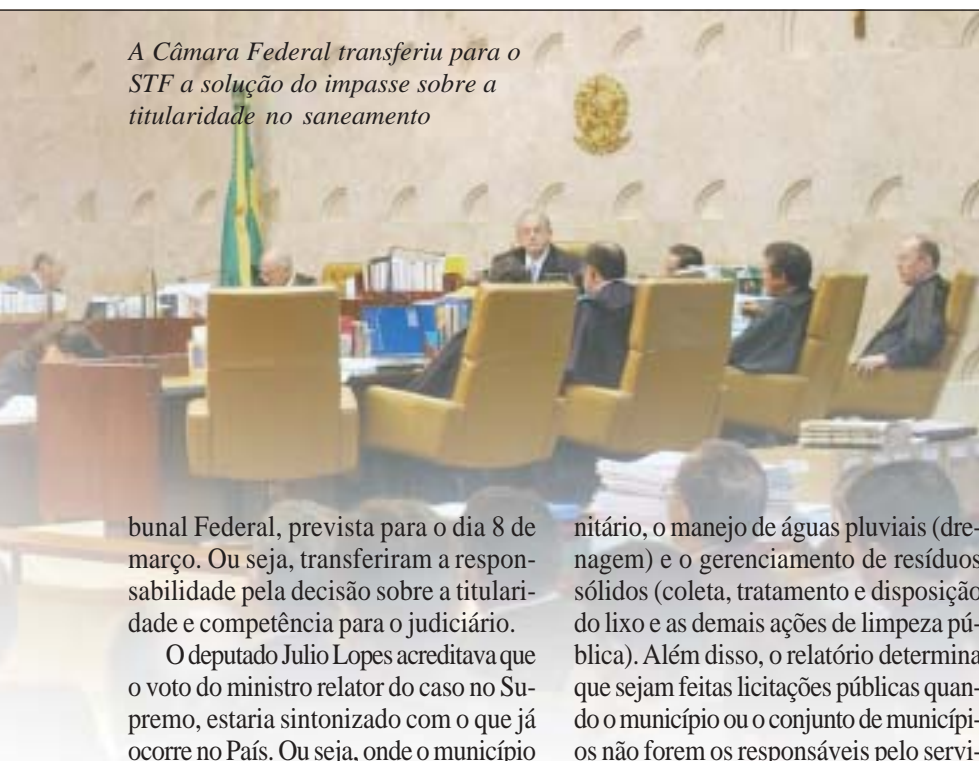 A Câmara Federal transferiu para o
STF a solução do impasse sobre a
titularidade no saneamento
bunal Federal, prevista para o dia 8 de
março. Ou seja, transferiram a respon-
sabilidade pela decisão sobre a titulari-
dade e competência para o judiciário.
O deputado Julio Lopes acreditava que
o voto do ministro relator do caso no Su-
premo, estaria sintonizado com o que já
ocorre no País. Ou seja, onde o município
nitário, o manejo de águas pluviais (dre-
nagem) e o gerenciamento de resíduos
sólidos (coleta, tratamento e disposição
do lixo e as demais ações de limpeza pú-
blica). Além disso, o relatório determina
que sejam feitas licitações públicas quan-
do o município ou o conjunto de municípi-
os não forem os responsáveis pelo servi-